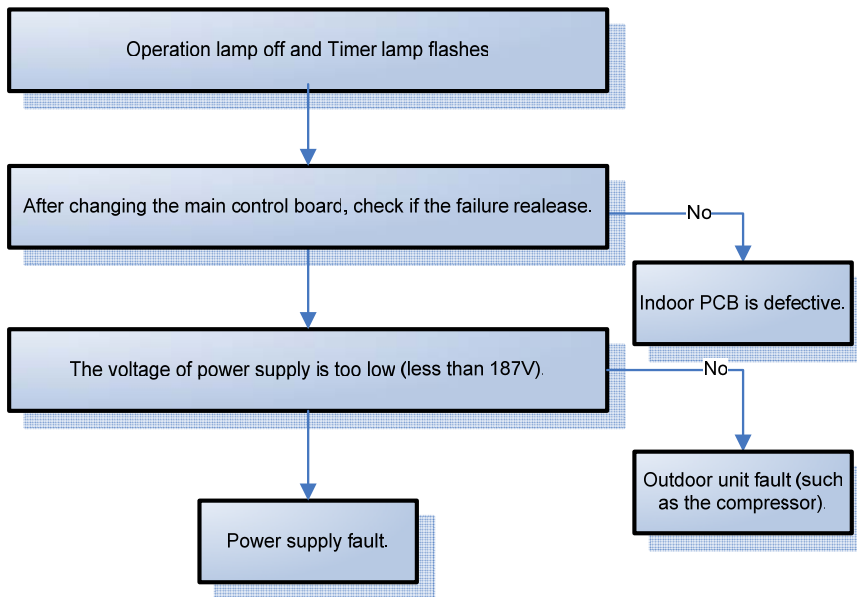 Operation lamp off and Timer lamp flashes
After changing the main control board, check if the failure realease.
No
Indoor PCB is defective.
The voltage of power supply is too low (less than 187V).
No
Outdoor unit fault (such
as the compressor).
Power supply fault.